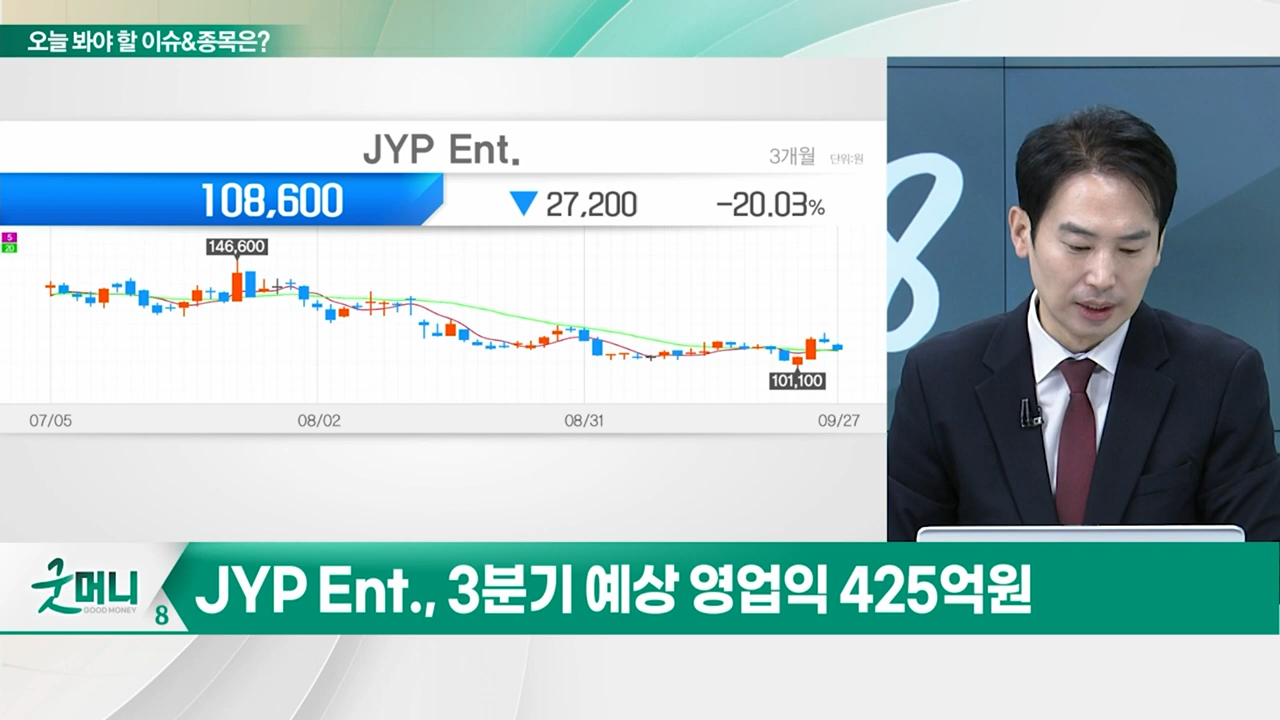 오늘 봐야 할 이슈&종목은?
JYP Ent.
3개월 단위:원
108,600 ▼ 27,200 -20.03%
5
20
146,600
101,100
07/05 08/02 08/31 09/27
8
굿머니
GOOD MONEY
8
JYP Ent., 3분기 예상 영업익 425억원